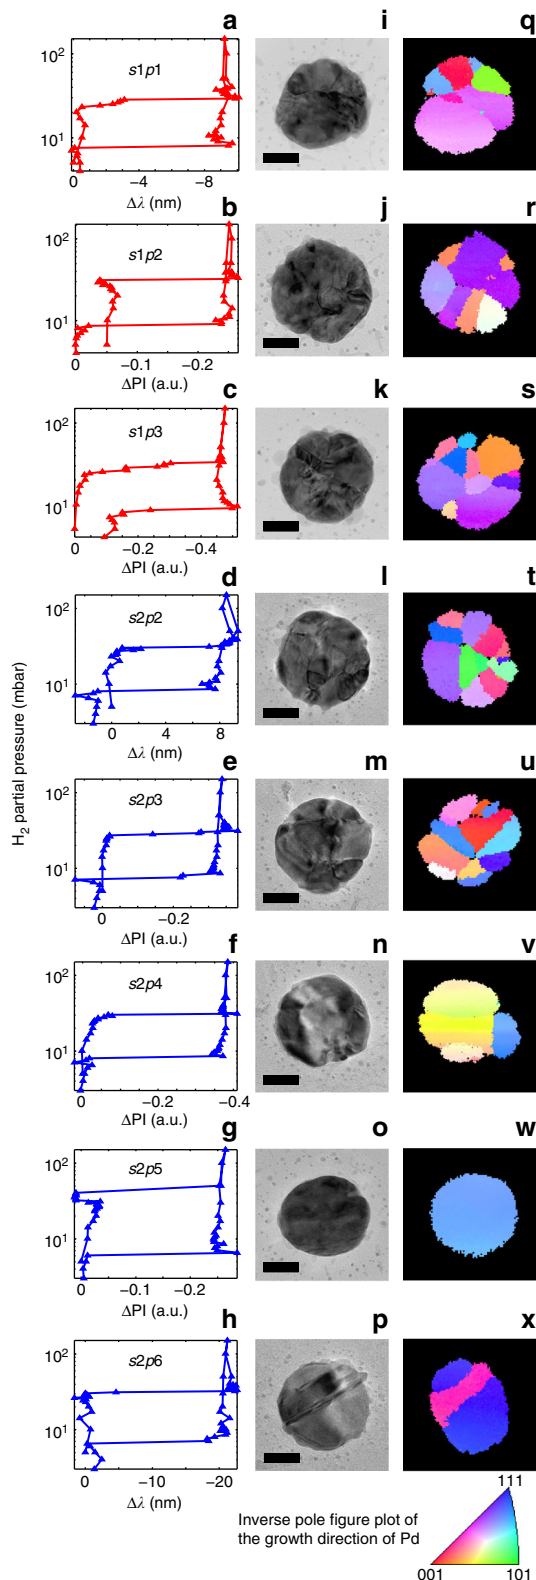 a
i
q
s1p1
10²
10¹
0
−4
−8
Δλ (nm)
b
j
r
s1p2
10²
10¹
0
−0.1
−0.2
ΔPI (a.u.)
c
k
s
s1p3
10²
10¹
0
−0.2
−0.4
ΔPI (a.u.)
d
l
t
s2p2
10²
10¹
0
4
8
Δλ (nm)
H₂ partial pressure (mbar)
e
m
u
s2p3
10²
10¹
0
−0.2
ΔPI (a.u.)
f
n
v
s2p4
10²
10¹
0
−0.2
−0.4
ΔPI (a.u.)
g
o
w
s2p5
10²
10¹
0
−0.1
−0.2
ΔPI (a.u.)
h
p
x
s2p6
10²
10¹
0
−10
−20
Δλ (nm)
Inverse pole figure plot of
the growth direction of Pd
111
001
101